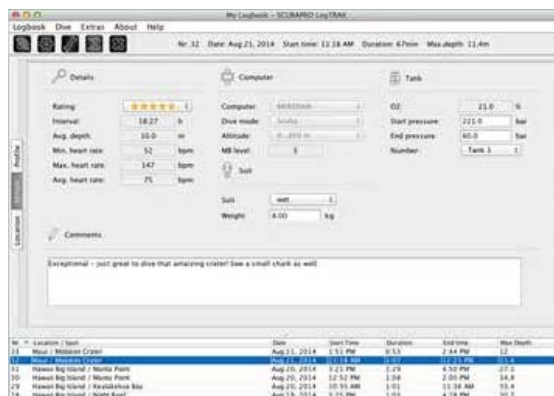 My Logbook – SCUBAPRO LogTRAK
Logbook Dive Extras About Help
Nr: 32 Date: Aug 21, 2014 Start time: 11:18 AM Duration: 67min Max.depth: 11.4m
Details
Computer
Tank
Rating:
Computer: MERIDIAN
O2: 21.0 %
Interval: 18:27 h
Dive mode: Scuba
Start pressure: 221.0 bar
Avg. depth: 10.0 m
Altitude:
End pressure: 60.0 bar
Min. heart rate: 52 bpm
MB level:
Number: Tank 1
Max. heart rate: 147 bpm
Suit
Avg. heart rate: 75 bpm
Suit: wet
Weight: 4.00 kg
Profile
Location
Comments
Exceptional – just great to dive that amaizing crater! Saw a small shark as well.
Nr Location / Spot Date Start Time Duration End time Max Depth
33 Maui / Molokini Crater Aug 21, 2014 1:51 PM 0:53 2:44 PM 12
32 Maui / Molokini Crater Aug 21, 2014 11:18 AM 1:07 12:25 PM 11.4
31 Hawaii Big Island / Manta Point Aug 20, 2014 3:21 PM 1:29 4:50 PM 27.1
30 Hawaii Big Island / Manta Point Aug 20, 2014 12:52 PM 1:08 2:00 PM 34.8
29 Hawaii Big Island / Kealakekua Bay Aug 20, 2014 10:35 AM 1:01 11:36 AM